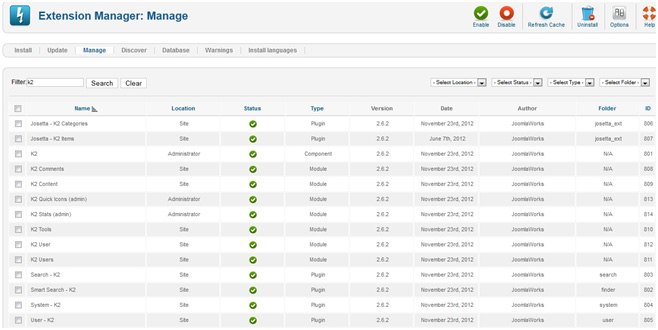 Extension Manager: Manage
Enable Disable Refresh Cache Uninstall Options Help
Install Update Manage Discover Database Warnings Install languages
Filter: k2 Search Clear - Select Location - - Select Status - - Select Type - - Select Folder -
Name Location Status Type Version Date Author Folder ID
Josetta - K2 Categories Site Plugin 2.6.2 November 23rd, 2012 JoomlaWorks josetta_ext 806
Josetta - K2 Items Site Plugin 2.6.2 June 7th, 2012 JoomlaWorks josetta_ext 807
K2 Administrator Component 2.6.2 November 23rd, 2012 JoomlaWorks N/A 801
K2 Comments Site Module 2.6.2 November 23rd, 2012 JoomlaWorks N/A 808
K2 Content Site Module 2.6.2 November 23rd, 2012 JoomlaWorks N/A 809
K2 Quick Icons (admin) Administrator Module 2.6.2 November 23rd, 2012 JoomlaWorks N/A 813
K2 Stats (admin) Administrator Module 2.6.2 November 23rd, 2012 JoomlaWorks N/A 814
K2 Tools Site Module 2.6.2 November 23rd, 2012 JoomlaWorks N/A 810
K2 User Site Module 2.6.2 November 23rd, 2012 JoomlaWorks N/A 812
K2 Users Site Module 2.6.2 November 23rd, 2012 JoomlaWorks N/A 811
Search - K2 Site Plugin 2.6.2 November 23rd, 2012 JoomlaWorks search 803
Smart Search - K2 Site Plugin 2.6.2 November 23rd, 2012 JoomlaWorks finder 802
System - K2 Site Plugin 2.6.2 November 23rd, 2012 JoomlaWorks system 804
User - K2 Site Plugin 2.6.2 November 23rd, 2012 JoomlaWorks user 805